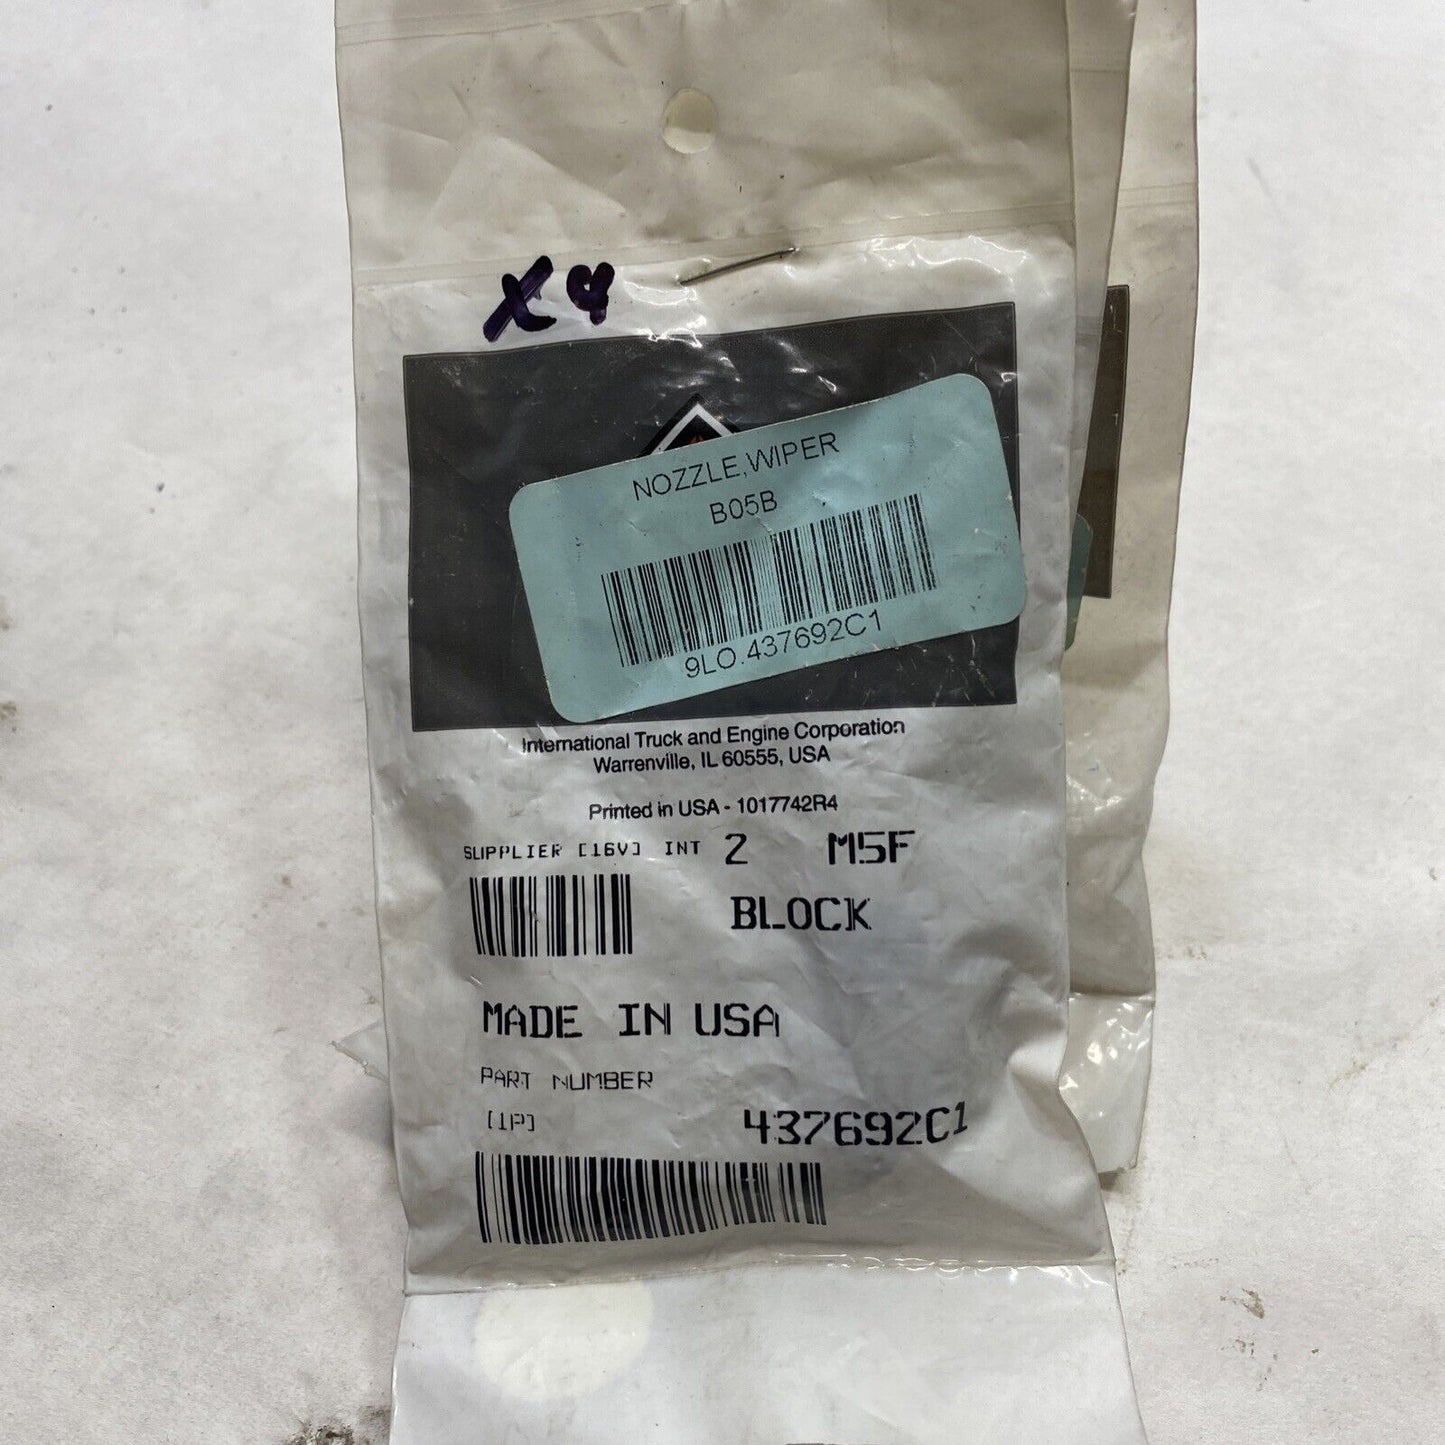 X4
NOZZLE,WIPER
B05B
9LO.437692C1
International Truck and Engine Corporation
Warrenville, IL 60555, USA
Printed in USA - 1017742R4
SUPPLIER [16V] INT 2 M5F
BLOCK
MADE IN USA
PART NUMBER
[1P] 437692C1